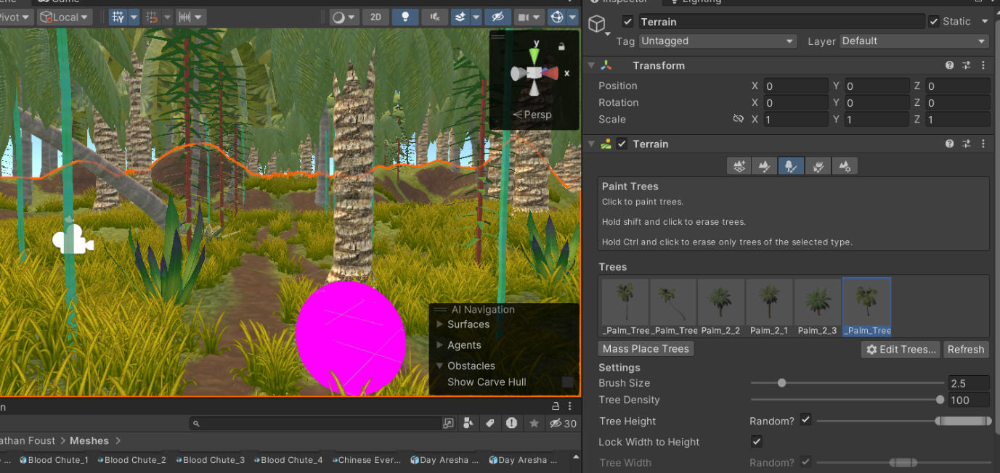 Inspector
Lighting
Pivot
Local
2D
y
x
Persp
AI Navigation
Surfaces
Agents
Obstacles
Show Carve Hull
30
athan Foust > Meshes >
Blood Chute_1
Blood Chute_2
Blood Chute_3
Blood Chute_4
Chinese Ever...
Day Aresha ...
Day Aresha ...
Terrain
Static
Tag Untagged
Layer Default
Transform
Position X 0 Y 0 Z 0
Rotation X 0 Y 0 Z 0
Scale X 1 Y 1 Z 1
Terrain
Paint Trees
Click to paint trees.
Hold shift and click to erase trees.
Hold Ctrl and click to erase only trees of the selected type.
Trees
_Palm_Tree _Palm_Tree Palm_2_2 Palm_2_1 Palm_2_3 _Palm_Tree
Mass Place Trees
Edit Trees...
Refresh
Settings
Brush Size 2.5
Tree Density 100
Tree Height Random?
Lock Width to Height
Tree Width Random?